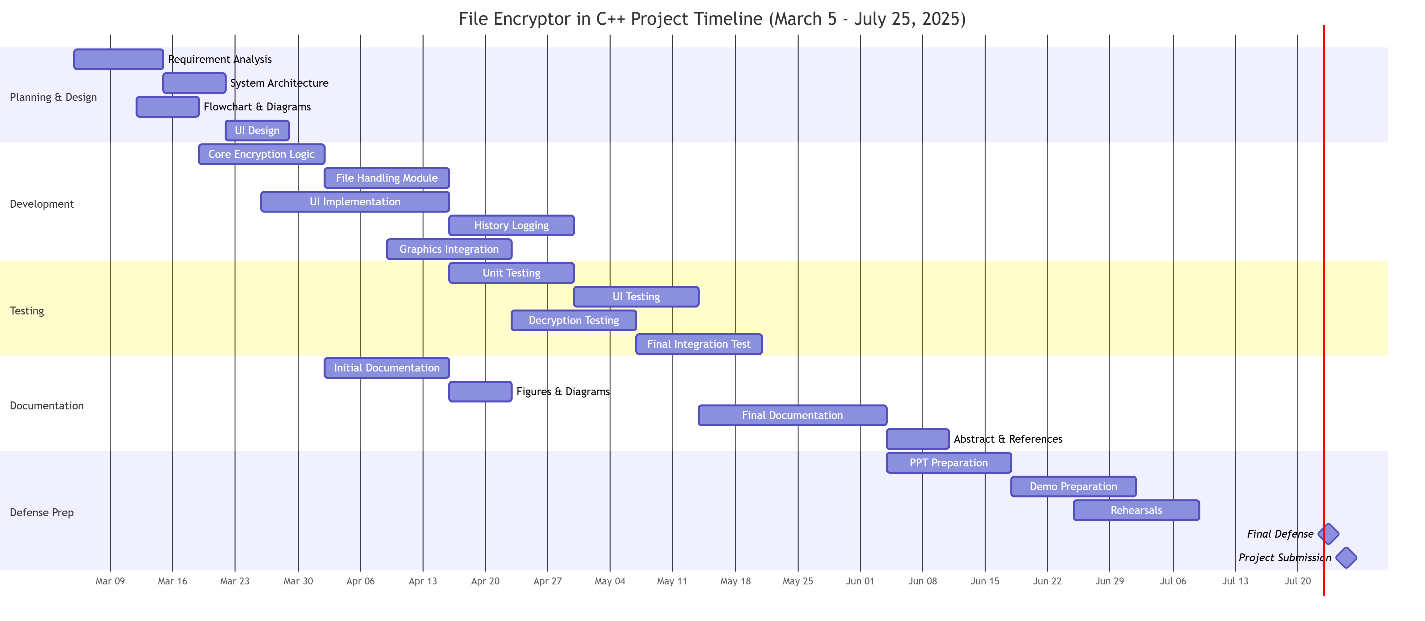 File Encryptor in C++ Project Timeline (March 5 - July 25, 2025)
Planning & Design
Requirement Analysis
System Architecture
Flowchart & Diagrams
UI Design
Development
Core Encryption Logic
File Handling Module
UI Implementation
History Logging
Graphics Integration
Testing
Unit Testing
UI Testing
Decryption Testing
Final Integration Test
Documentation
Initial Documentation
Figures & Diagrams
Final Documentation
Abstract & References
Defense Prep
PPT Preparation
Demo Preparation
Rehearsals
Final Defense
Project Submission
Mar 09 Mar 16 Mar 23 Mar 30 Apr 06 Apr 13 Apr 20 Apr 27 May 04 May 11 May 18 May 25 Jun 01 Jun 08 Jun 15 Jun 22 Jun 29 Jul 06 Jul 13 Jul 20